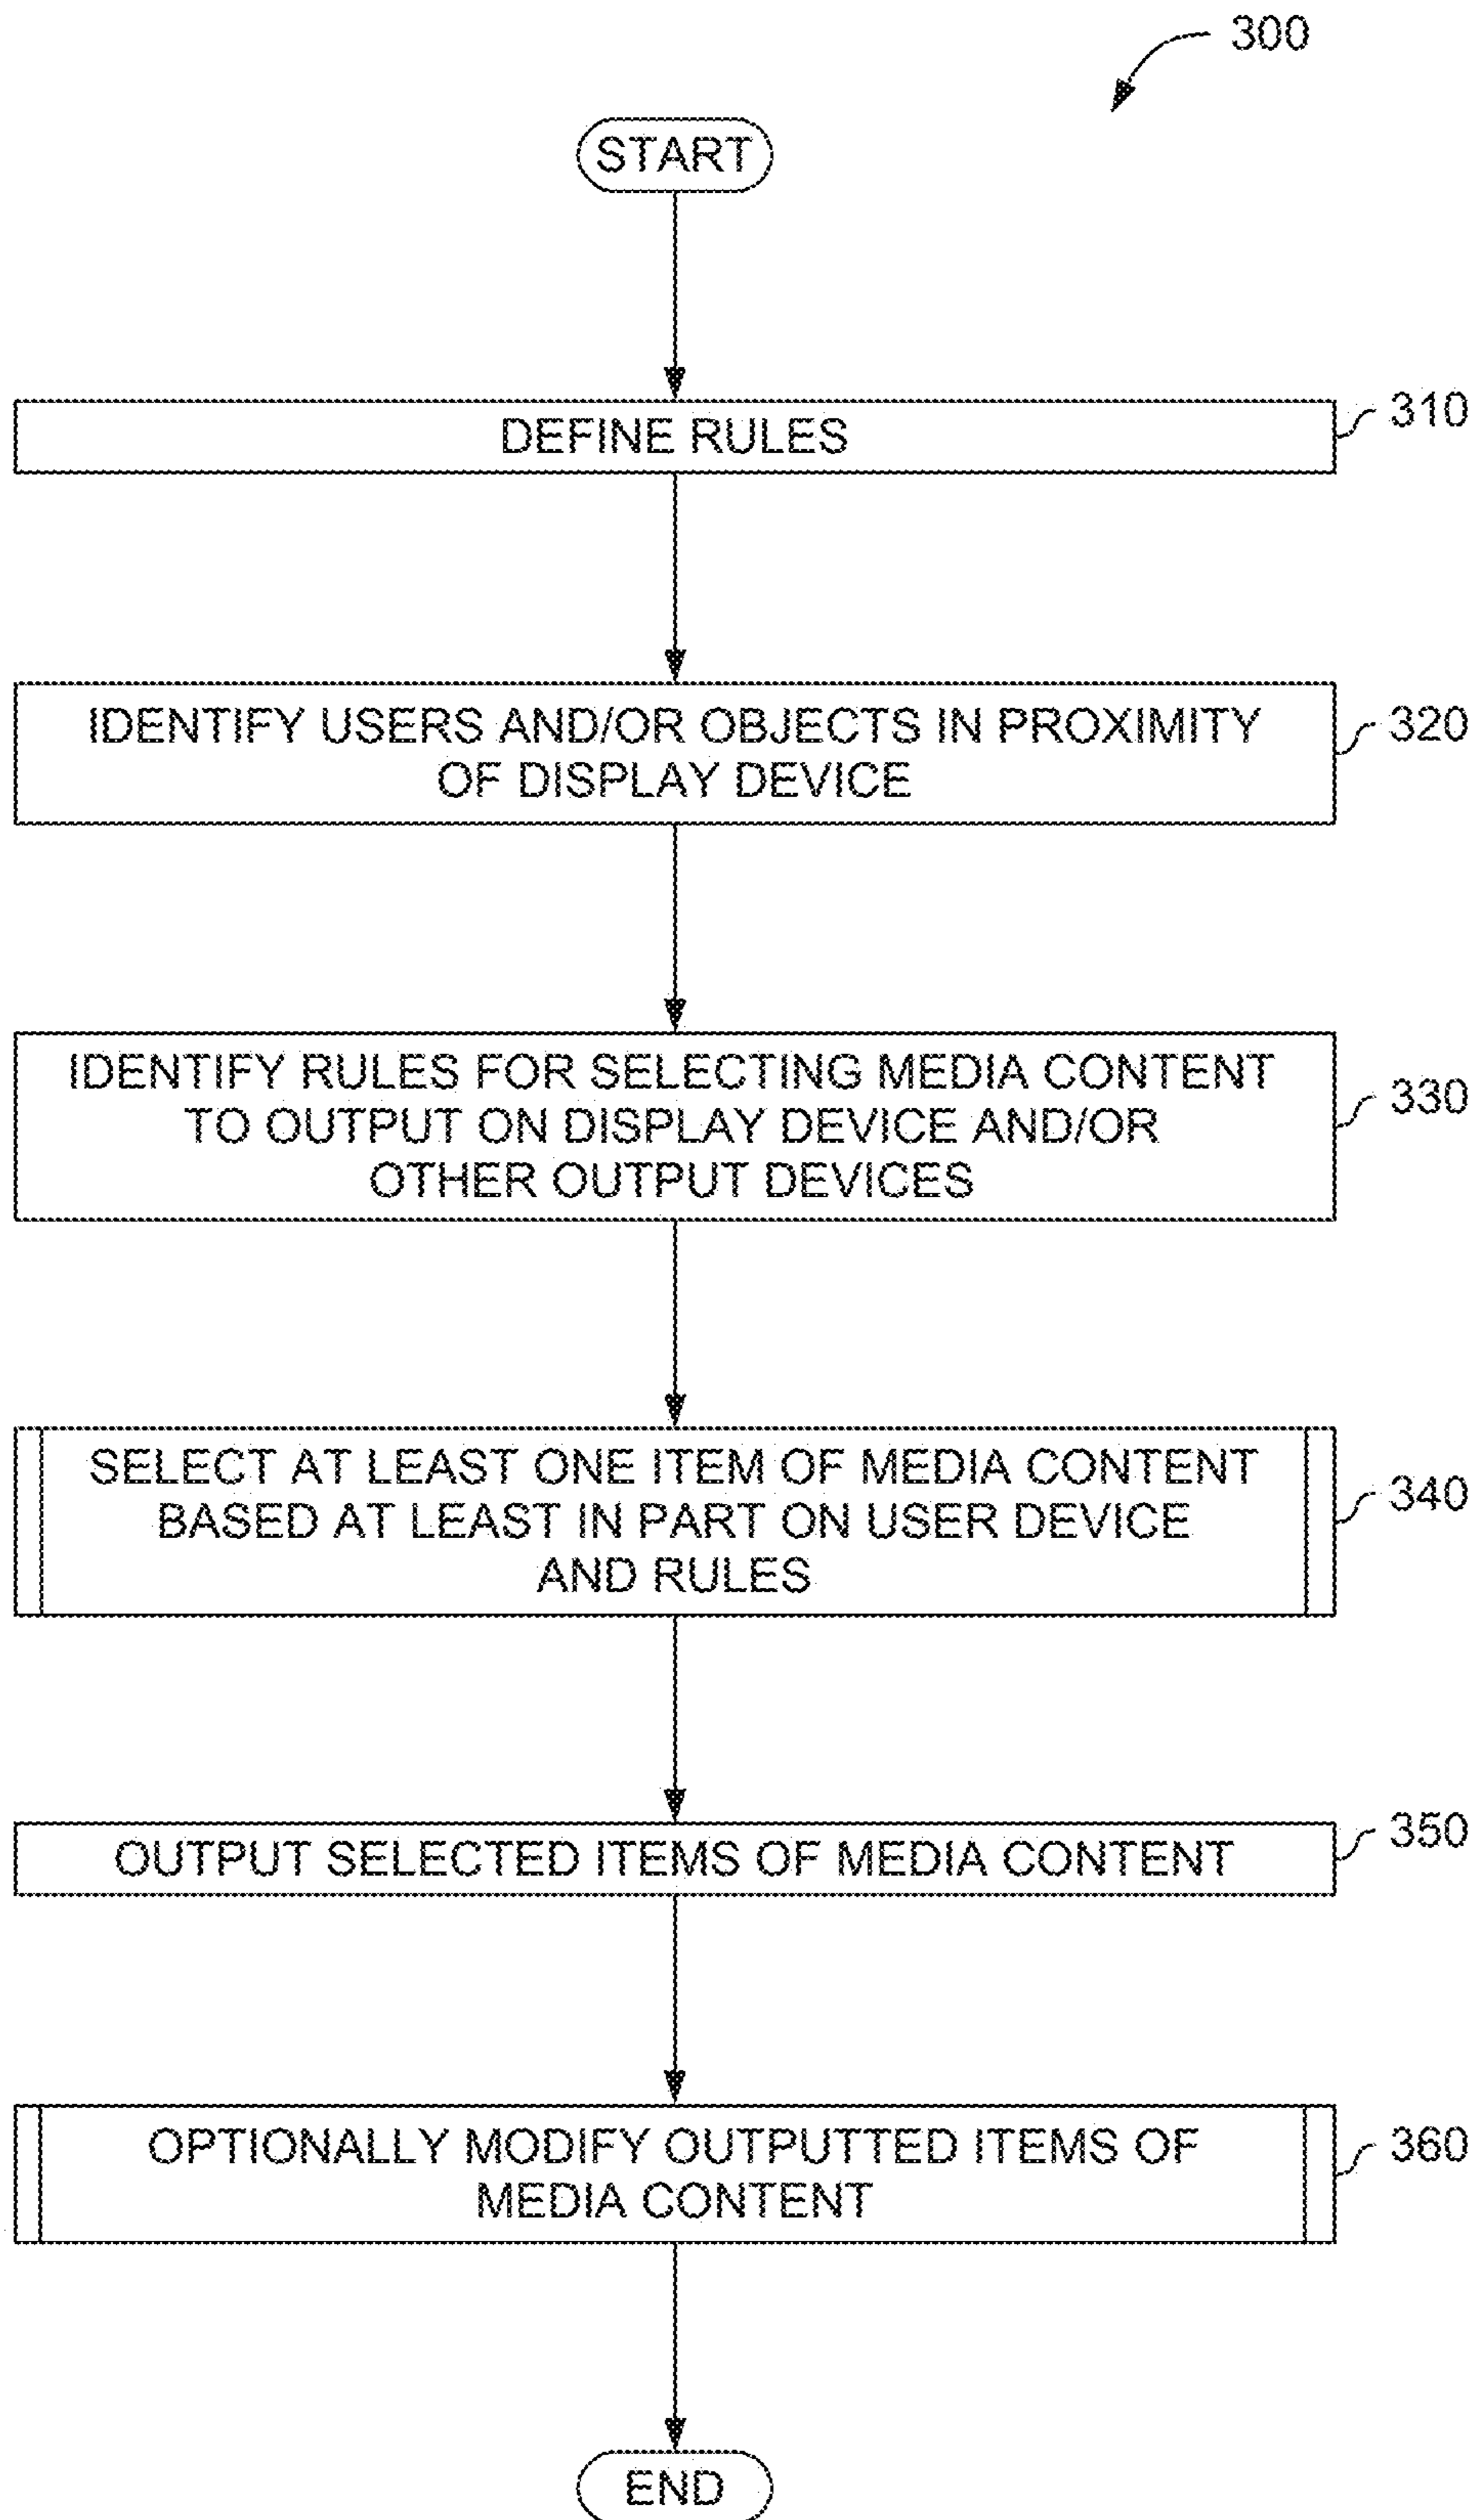 300
START
DEFINE RULES
310
IDENTIFY USERS AND/OR OBJECTS IN PROXIMITY
OF DISPLAY DEVICE
320
IDENTIFY RULES FOR SELECTING MEDIA CONTENT
TO OUTPUT ON DISPLAY DEVICE AND/OR
OTHER OUTPUT DEVICES
330
SELECT AT LEAST ONE ITEM OF MEDIA CONTENT
BASED AT LEAST IN PART ON USER DEVICE
AND RULES
340
OUTPUT SELECTED ITEMS OF MEDIA CONTENT
350
OPTIONALLY MODIFY OUTPUTTED ITEMS OF
MEDIA CONTENT
360
END